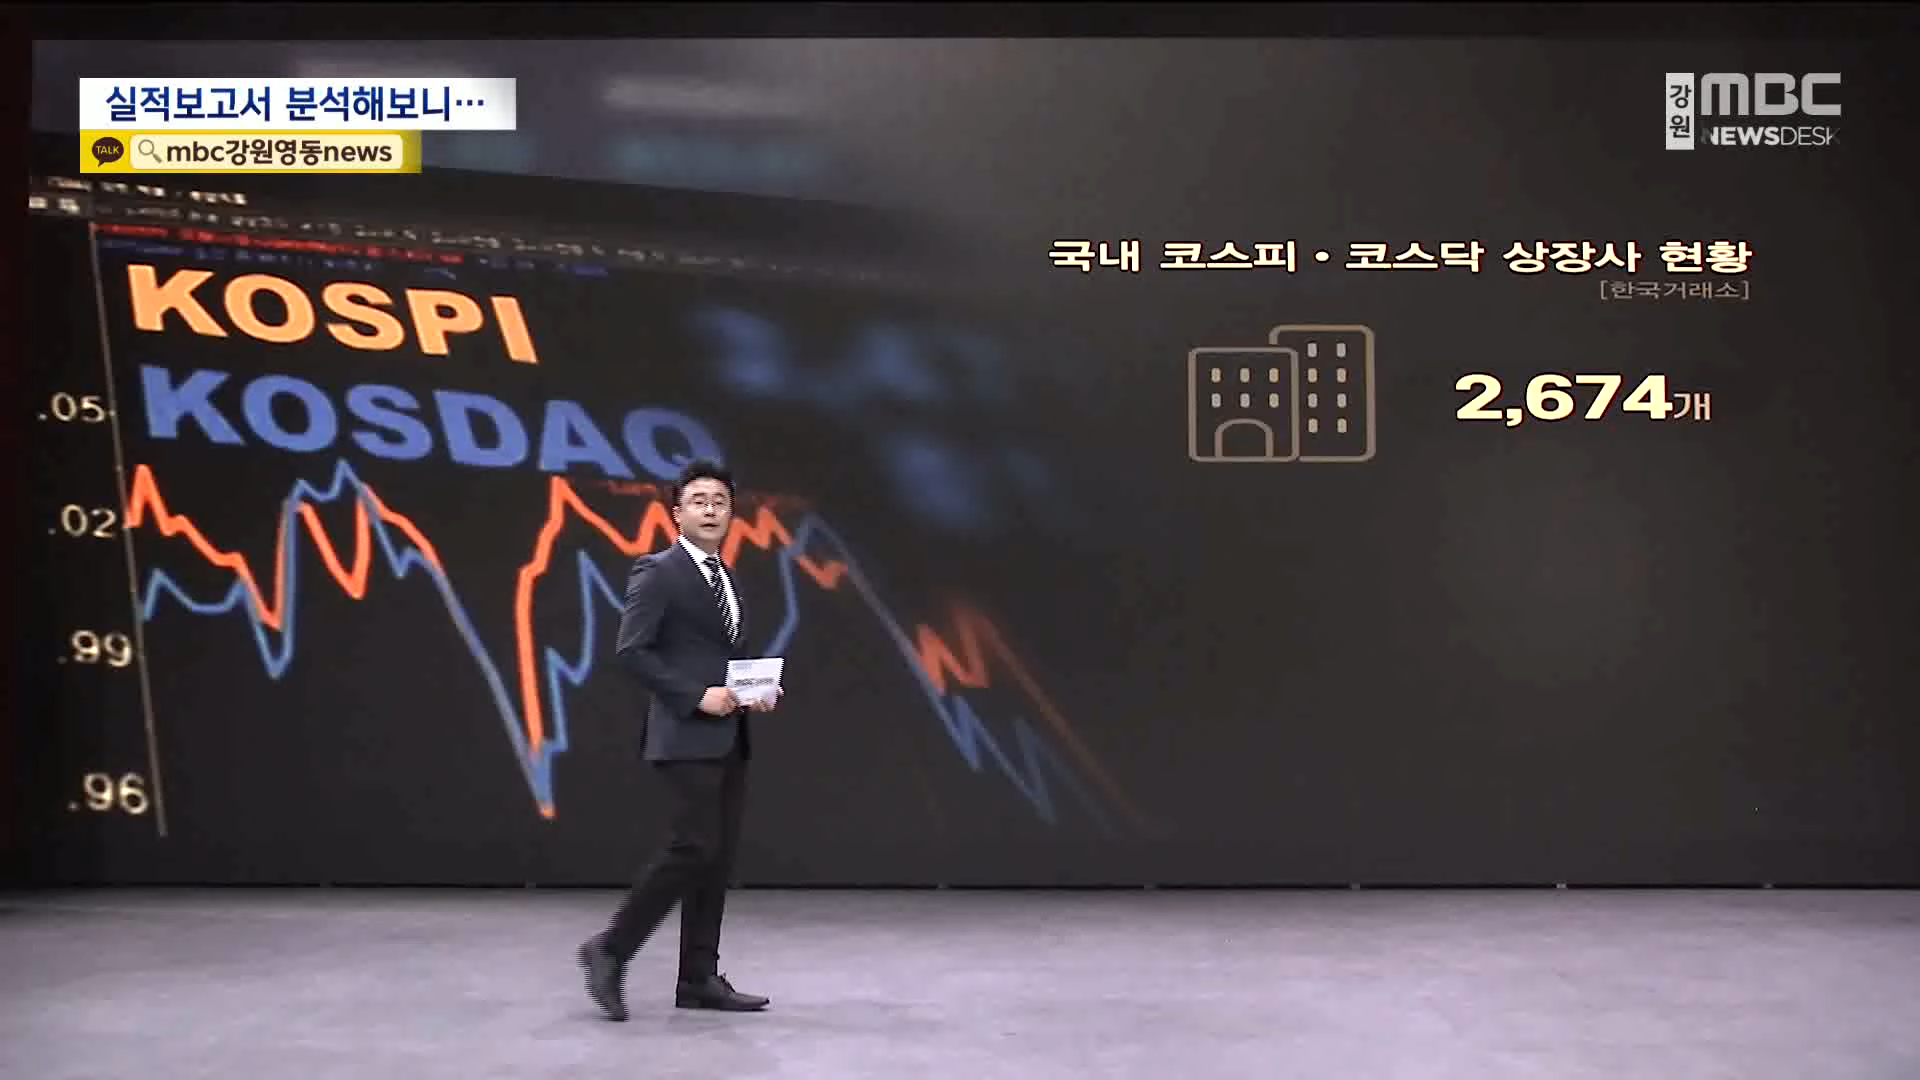 실적보고서 분석해보니…
TALK mbc강원영동news
강원 MBC
NEWSDESK
국내 코스피·코스닥 상장사 현황
[한국거래소]
2,674개
KOSPI
KOSDAQ
.05
.02
.99
.96